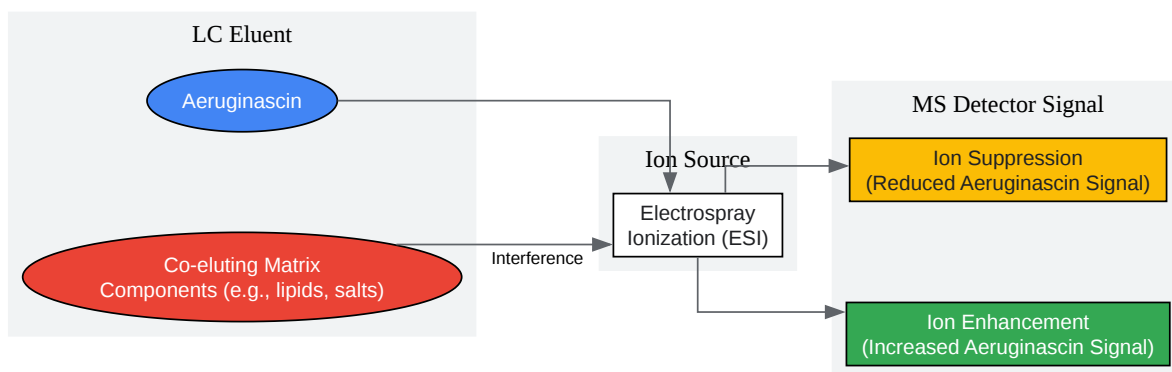 LC Eluent
Aeruginascin
Co-eluting Matrix
Components (e.g., lipids, salts)
Interference
Ion Source
Electrospray
Ionization (ESI)
MS Detector Signal
Ion Suppression
(Reduced Aeruginascin Signal)
Ion Enhancement
(Increased Aeruginascin Signal)